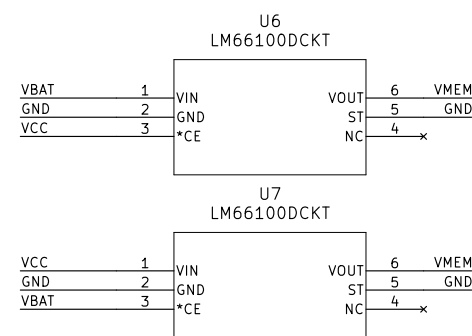 U6
LM66100DCKT
VBAT 1 VIN VOUT 6 VMEM
GND 2 GND ST 5 GND
VCC 3 *CE NC 4
U7
LM66100DCKT
VCC 1 VIN VOUT 6 VMEM
GND 2 GND ST 5 GND
VBAT 3 *CE NC 4